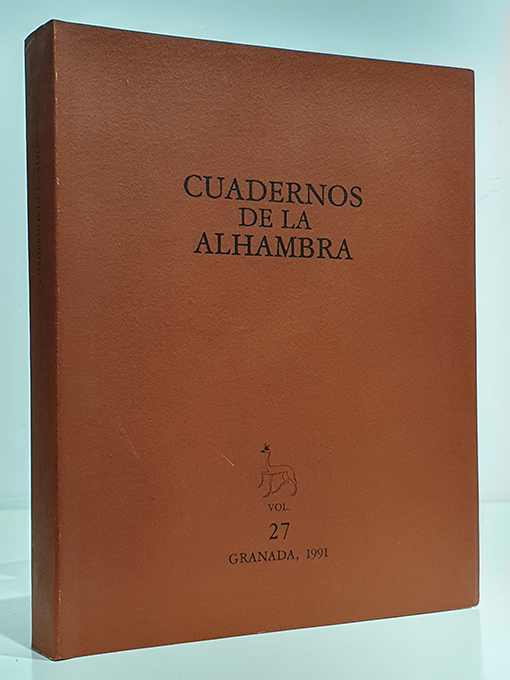 CUADERNOS
DE LA
ALHAMBRA
VOL.
27
GRANADA, 1991